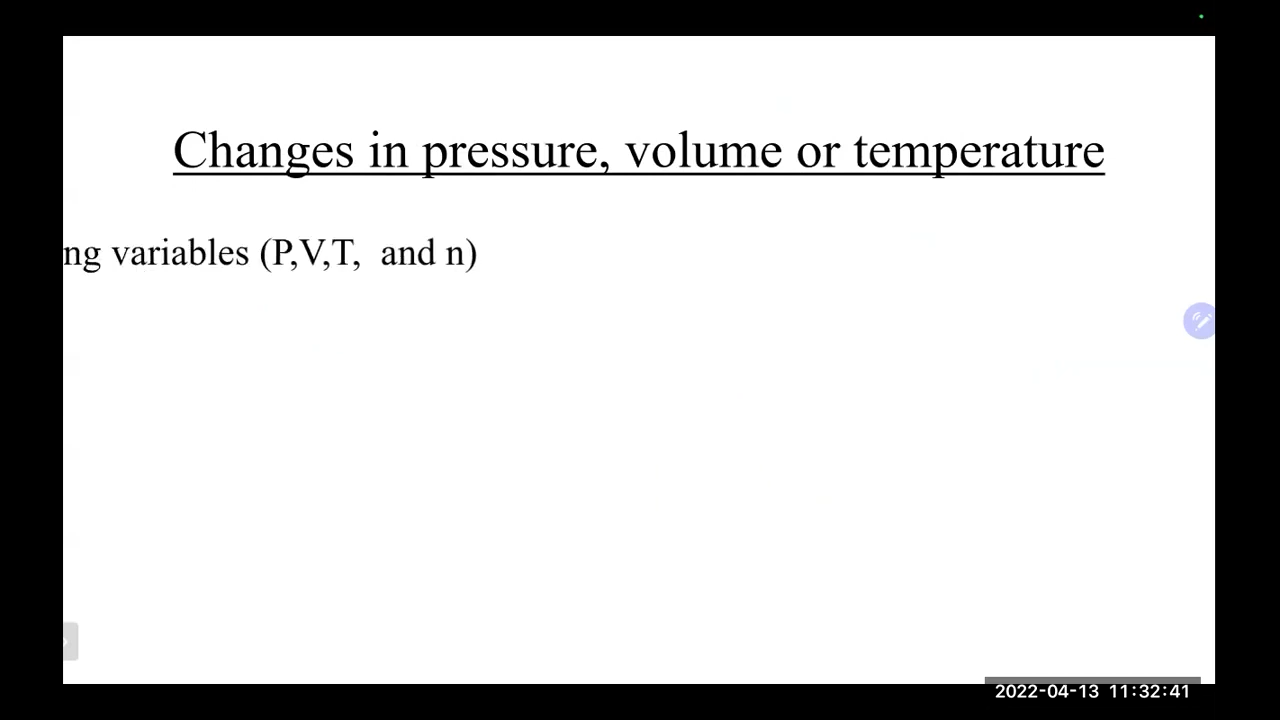 Changes in pressure, volume or temperature
ng variables (P,V,T, and n)
2022-04-13 11:32:41